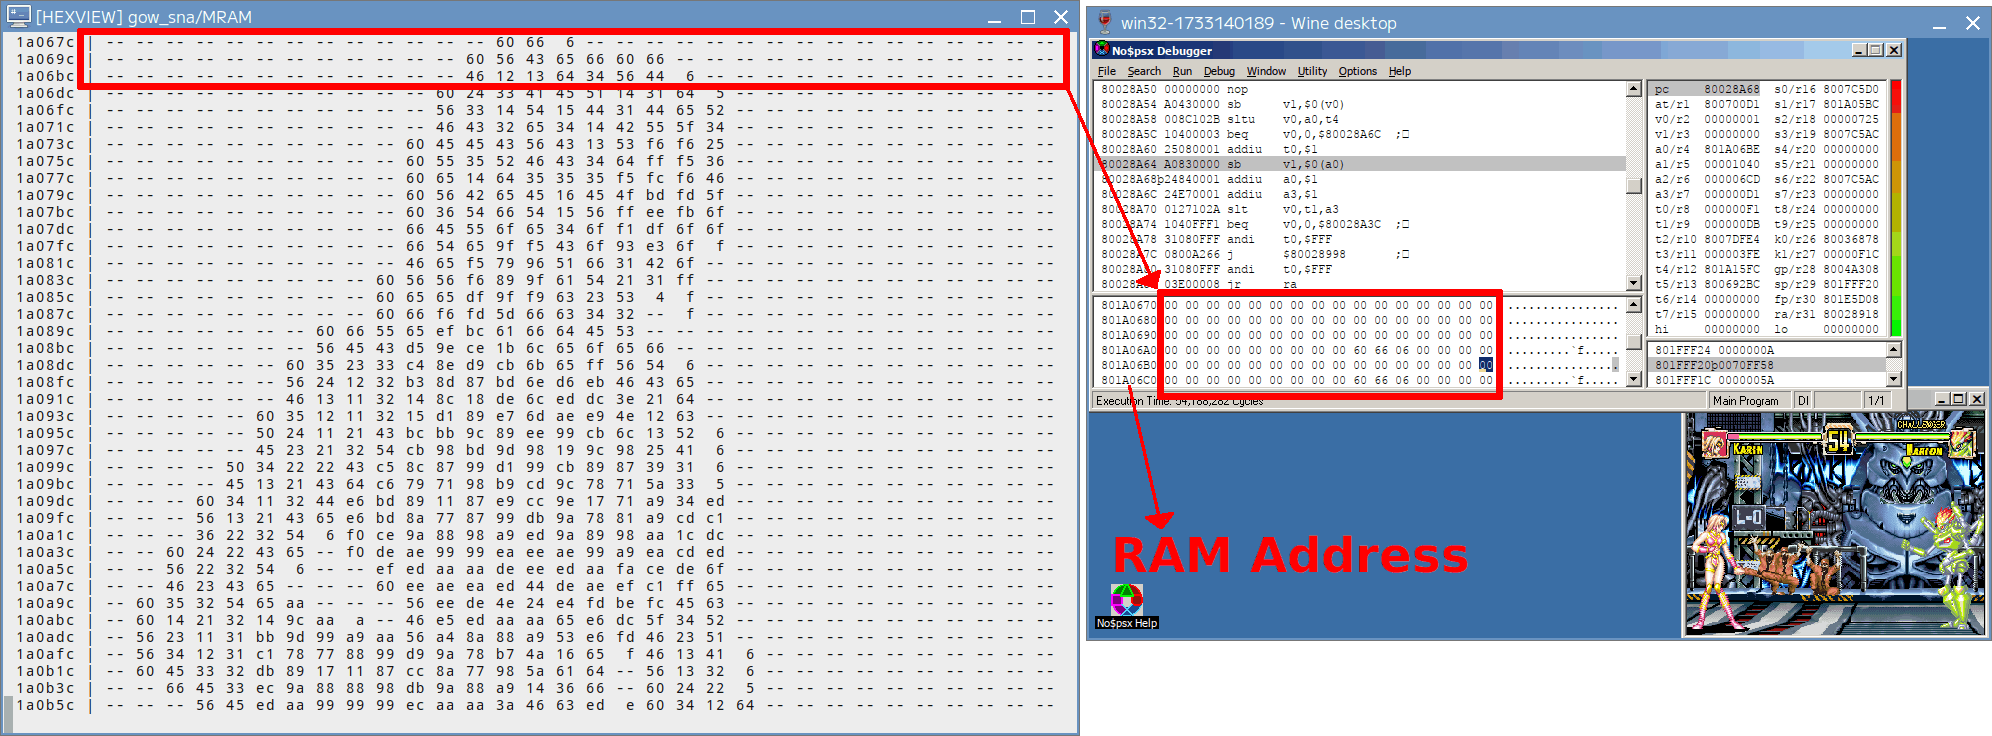 [HEXVIEW] gow_sna/MRAM
1a067c | -- -- -- -- -- -- -- -- -- -- -- -- -- 60 66 6 -- -- -- -- -- -- -- -- -- -- -- -- -- -- -- --
1a069c | -- -- -- -- -- -- -- -- -- -- -- -- 60 56 43 65 66 60 66 -- -- -- -- -- -- -- -- -- -- -- -- --
1a06bc | -- -- -- -- -- -- -- -- -- -- -- -- 46 12 13 64 34 56 44 6 -- -- -- -- -- -- -- -- -- -- -- --
1a06dc | -- -- -- -- -- -- -- -- -- -- -- 60 24 33 41 45 51 14 31 64 5 -- -- -- -- -- -- -- -- -- -- --
1a06fc | -- -- -- -- -- -- -- -- -- -- -- 56 33 14 54 15 44 31 44 65 52 -- -- -- -- -- -- -- -- -- -- --
1a071c | -- -- -- -- -- -- -- -- -- -- -- 46 43 32 65 34 14 42 55 5f 34 -- -- -- -- -- -- -- -- -- -- --
1a073c | -- -- -- -- -- -- -- -- -- -- 60 45 45 43 56 43 13 53 f6 f6 25 -- -- -- -- -- -- -- -- -- -- --
1a075c | -- -- -- -- -- -- -- -- -- -- 60 55 35 52 46 43 34 64 ff f5 36 -- -- -- -- -- -- -- -- -- -- --
1a077c | -- -- -- -- -- -- -- -- -- -- 60 65 14 64 35 35 35 f5 fc f6 46 -- -- -- -- -- -- -- -- -- -- --
1a079c | -- -- -- -- -- -- -- -- -- -- 60 56 42 65 45 16 45 4f bd fd 5f -- -- -- -- -- -- -- -- -- -- --
1a07bc | -- -- -- -- -- -- -- -- -- -- 60 36 54 66 54 15 56 ff ee fb 6f -- -- -- -- -- -- -- -- -- -- --
1a07dc | -- -- -- -- -- -- -- -- -- -- 66 45 55 6f 65 34 6f f1 df 6f 6f -- -- -- -- -- -- -- -- -- -- --
1a07fc | -- -- -- -- -- -- -- -- -- -- 66 54 65 9f f5 43 6f 93 e3 6f f -- -- -- -- -- -- -- -- -- -- --
1a081c | -- -- -- -- -- -- -- -- -- -- 46 65 f5 79 96 51 66 31 42 6f -- -- -- -- -- -- -- -- -- -- -- --
1a083c | -- -- -- -- -- -- -- -- -- 60 56 56 f6 89 9f 61 54 21 31 ff -- -- -- -- -- -- -- -- -- -- -- --
1a085c | -- -- -- -- -- -- -- -- -- 60 65 65 df 9f f9 63 23 53 4 f -- -- -- -- -- -- -- -- -- -- -- --
1a087c | -- -- -- -- -- -- -- -- -- 60 66 f6 fd 5d 66 63 34 32 -- f -- -- -- -- -- -- -- -- -- -- -- --
1a089c | -- -- -- -- -- -- -- 60 66 55 65 ef bc 61 66 64 45 53 -- -- -- -- -- -- -- -- -- -- -- -- -- --
1a08bc | -- -- -- -- -- -- -- 56 45 43 d5 9e ce 1b 6c 65 6f 65 66 -- -- -- -- -- -- -- -- -- -- -- -- --
1a08dc | -- -- -- -- -- -- 60 35 23 33 c4 8e d9 cb 6b 65 ff 56 54 6 -- -- -- -- -- -- -- -- -- -- -- --
1a08fc | -- -- -- -- -- -- 56 24 12 32 b3 8d 87 bd 6e d6 eb 46 43 65 -- -- -- -- -- -- -- -- -- -- -- --
1a091c | -- -- -- -- -- -- 46 13 11 32 14 8c 18 de 6c ed dc 3e 21 64 -- -- -- -- -- -- -- -- -- -- -- --
1a093c | -- -- -- -- -- 60 35 12 11 32 15 d1 89 e7 6d ae e9 4e 12 63 -- -- -- -- -- -- -- -- -- -- -- --
1a095c | -- -- -- -- -- 50 24 11 21 43 bc bb 9c 89 ee 99 cb 6c 13 52 6 -- -- -- -- -- -- -- -- -- -- --
1a097c | -- -- -- -- -- 45 23 21 32 54 cb 98 bd 9d 98 19 9c 98 25 41 6 -- -- -- -- -- -- -- -- -- -- --
1a099c | -- -- -- -- 50 34 22 22 43 c5 8c 87 99 d1 99 cb 89 87 39 31 6 -- -- -- -- -- -- -- -- -- -- --
1a09bc | -- -- -- -- 45 13 21 43 64 c6 79 71 98 b9 cd 9c 78 71 5a 33 5 -- -- -- -- -- -- -- -- -- -- --
1a09dc | -- -- -- 60 34 11 32 44 e6 bd 89 11 87 e9 cc 9e 17 71 a9 34 ed -- -- -- -- -- -- -- -- -- -- --
1a09fc | -- -- -- 56 13 21 43 65 e6 bd 8a 77 87 99 db 9a 78 81 a9 cd c1 -- -- -- -- -- -- -- -- -- -- --
1a0a1c | -- -- -- 36 22 32 54 6 f0 ce 9a 88 98 a9 ed 9a 89 98 aa 1c dc -- -- -- -- -- -- -- -- -- -- --
1a0a3c | -- -- 60 24 22 43 65 -- f0 de ae 99 99 ea ee ae 99 a9 ea cd ed -- -- -- -- -- -- -- -- -- -- --
1a0a5c | -- -- 56 22 32 54 6 -- -- ef ed aa aa de ee ed aa fa ce de 6f -- -- -- -- -- -- -- -- -- -- --
1a0a7c | -- -- 46 23 43 65 -- -- -- 60 ee ae ea ed 44 de ae ef c1 ff 65 -- -- -- -- -- -- -- -- -- -- --
1a0a9c | -- 60 35 32 54 65 aa -- -- -- 56 ee de 4e 24 e4 fd be fc 45 63 -- -- -- -- -- -- -- -- -- -- --
1a0abc | -- 60 14 21 32 14 9c aa a -- 46 e5 ed aa aa 65 e6 dc 5f 34 52 -- -- -- -- -- -- -- -- -- -- --
1a0adc | -- 56 23 11 31 bb 9d 99 a9 aa 56 a4 8a 88 a9 53 e6 fd 46 23 51 -- -- -- -- -- -- -- -- -- -- --
1a0afc | -- 56 34 12 31 c1 78 77 88 99 d9 9a 78 b4 4a 16 65 f 46 13 41 6 -- -- -- -- -- -- -- -- -- --
1a0b1c | -- 60 45 33 32 db 89 17 11 87 cc 8a 77 98 5a 61 64 -- 56 13 32 6 -- -- -- -- -- -- -- -- -- --
1a0b3c | -- -- 66 45 33 ec 9a 88 88 98 db 9a 88 a9 14 36 66 -- 60 24 22 5 -- -- -- -- -- -- -- -- -- --
1a0b5c | -- -- -- 56 45 ed aa 99 99 99 ec aa aa 3a 46 63 ed e 60 34 12 64 -- -- -- -- -- -- -- -- -- --
win32-1733140189 - Wine desktop
No$psx Debugger
File Search Run Debug Window Utility Options Help
80028A50 00000000 nop
80028A54 A0430000 sb v1,$0(v0)
80028A58 008C102B sltu v0,a0,t4
80028A5C 10400003 beq v0,0,$80028A6C ;□
80028A60 25080001 addiu t0,$1
80028A64 A0830000 sb v1,$0(a0)
80028A68p24840001 addiu a0,$1
80028A6C 24E70001 addiu a3,$1
80028A70 0127102A slt v0,t1,a3
80028A74 1040FFF1 beq v0,0,$80028A3C ;□
80028A78 31080FFF andi t0,$FFF
80028A7C 0800A266 j $80028998 ;□
80028A80 31080FFF andi t0,$FFF
03E00008 jr ra
pc 80028A68 s0/r16 8007C5D0
at/r1 800700D1 s1/r17 801A05BC
v0/r2 00000001 s2/r18 00000725
v1/r3 00000000 s3/r19 8007C5AC
a0/r4 801A06BE s4/r20 00000000
a1/r5 00001040 s5/r21 00000000
a2/r6 000006CD s6/r22 8007C5AC
a3/r7 000000D1 s7/r23 00000000
t0/r8 000000F1 t8/r24 00000000
t1/r9 000000DB t9/r25 00000000
t2/r10 8007DFE4 k0/r26 80036878
t3/r11 000003FE k1/r27 00000F1C
t4/r12 801A15FC gp/r28 8004A308
t5/r13 800692BC sp/r29 801FFF20
t6/r14 00000000 fp/r30 801E5D08
t7/r15 00000000 ra/r31 80028918
hi 00000000 lo 00000000
801A0670 00 00 00 00 00 00 00 00 00 00 00 00 00 00 00 00 ................
801A0680 00 00 00 00 00 00 00 00 00 00 00 00 00 00 00 00 ................
801A0690 00 00 00 00 00 00 00 00 00 00 00 00 00 00 00 00 ................
801A06A0 00 00 00 00 00 00 00 00 00 60 66 06 00 00 00 00 .........`f.....
801A06B0 00 00 00 00 00 00 00 00 00 00 00 00 00 00 00 00 ................
801A06C0 00 00 00 00 00 00 00 00 00 60 66 06 00 00 00 00 .........`f.....
801FFF24 0000000A
801FFF20p0070FF58
801FFF1C 0000005A
Execution Time: 54,188,282 Cycles
Main Program DI 1/1
RAM Address
No$psx Help
CHALLENGER
54
KAREN
MARION
L-0